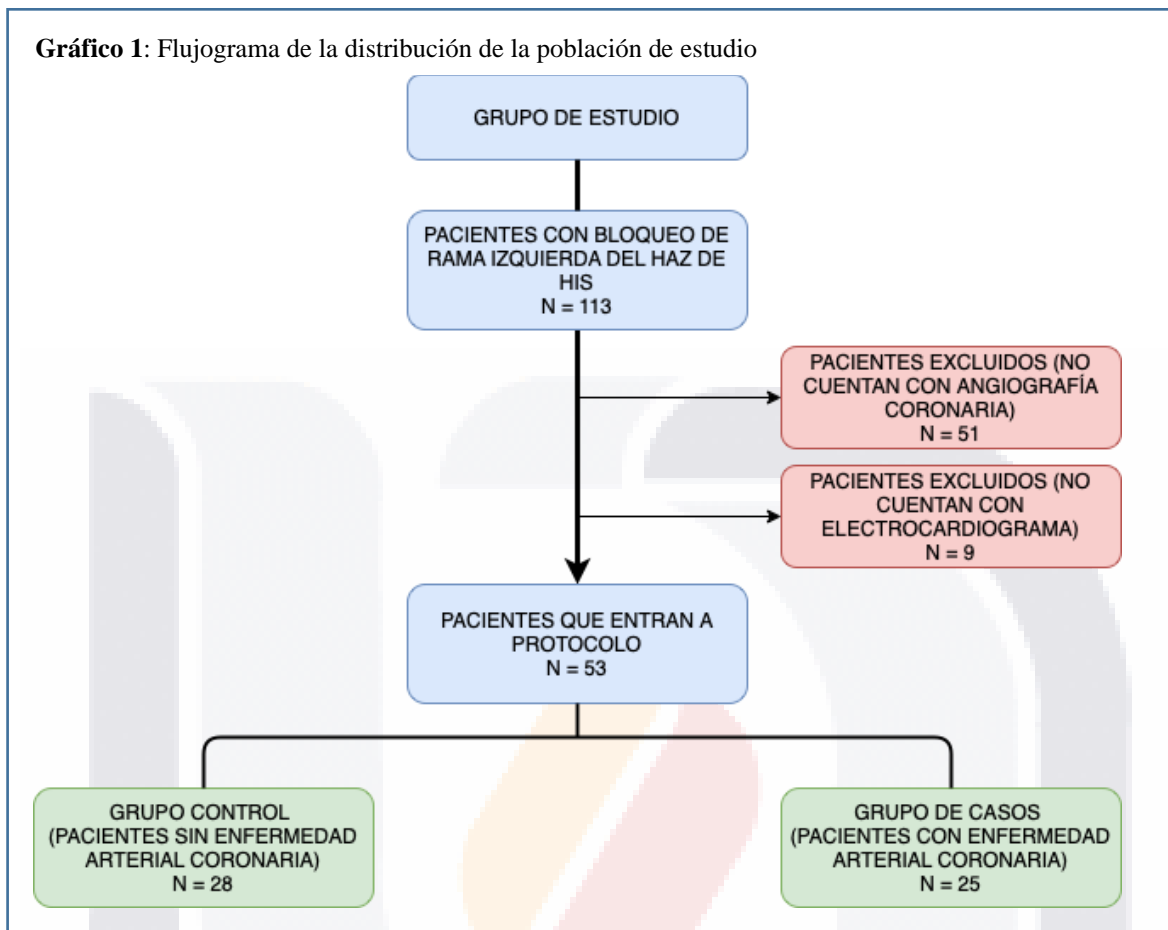 Gráfico 1: Flujograma de la distribución de la población de estudio
GRUPO DE ESTUDIO
PACIENTES CON BLOQUEO DE
RAMA IZQUIERDA DEL HAZ DE
HIS
N = 113
PACIENTES EXCLUIDOS (NO
CUENTAN CON ANGIOGRAFÍA
CORONARIA)
N = 51
PACIENTES EXCLUIDOS (NO
CUENTAN CON
ELECTROCARDIOGRAMA)
N = 9
PACIENTES QUE ENTRAN A
PROTOCOLO
N = 53
GRUPO CONTROL
(PACIENTES SIN ENFERMEDAD
ARTERIAL CORONARIA)
N = 28
GRUPO DE CASOS
(PACIENTES CON ENFERMEDAD
ARTERIAL CORONARIA)
N = 25